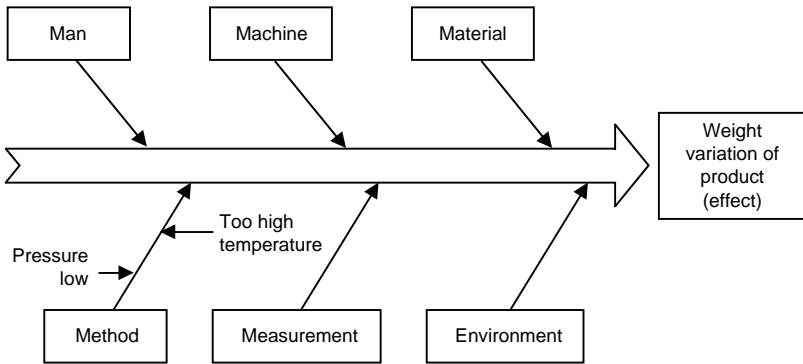 Man
Machine
Material
Weight
variation of
product
(effect)
Too high
temperature
Pressure
low
Method
Measurement
Environment